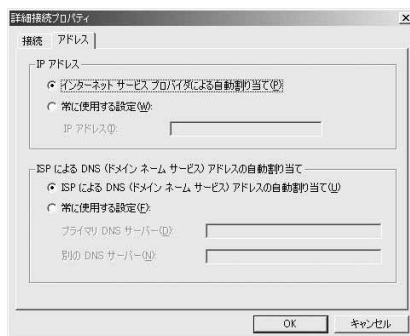 詳細接続プロパティ
接続 アドレス
IP アドレス
インターネット サービス プロバイダによる自動割り当て(P)
常に使用する設定(W):
IP アドレス(I):
ISP による DNS (ドメイン ネーム サービス) アドレスの自動割り当て
ISP による DNS (ドメイン ネーム サービス) アドレスの自動割り当て(U)
常に使用する設定(F):
プライマリ DNS サーバー(D):
別の DNS サーバー(N):
OK キャンセル